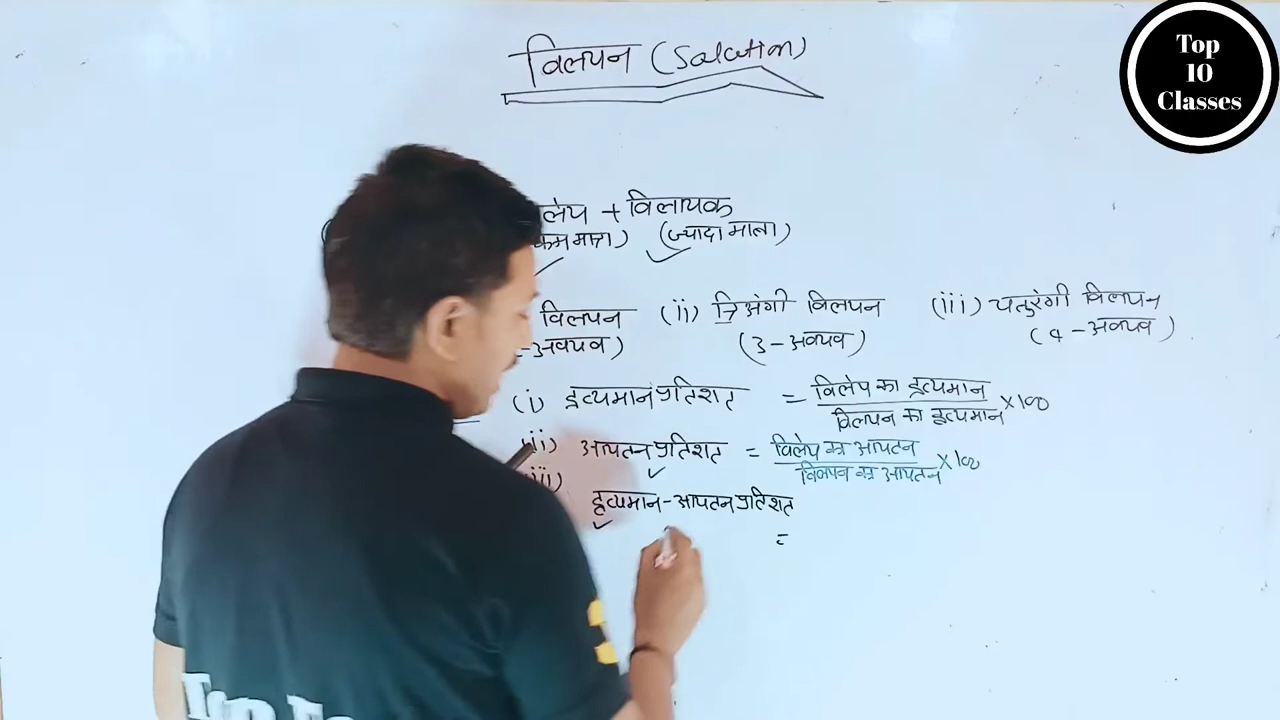 विलयन (Solution)
Top
10
Classes
लेय + विलायक
कम मात्रा) (ज्यादा मात्रा)
विलयन (ii) त्रिअंगी विलयन (iii) चतुरंगी विलयन
-अवयव) (3-अवयव) (4-अवयव)
(i) द्रव्यमान प्रतिशत = विलेय का द्रव्यमान / विलयन का द्रव्यमान ×100
(ii) आयतन प्रतिशत = विलेय का आयतन / विलयन का आयतन ×100
(iii)
द्रव्यमान-आयतन प्रतिशत
=
Top